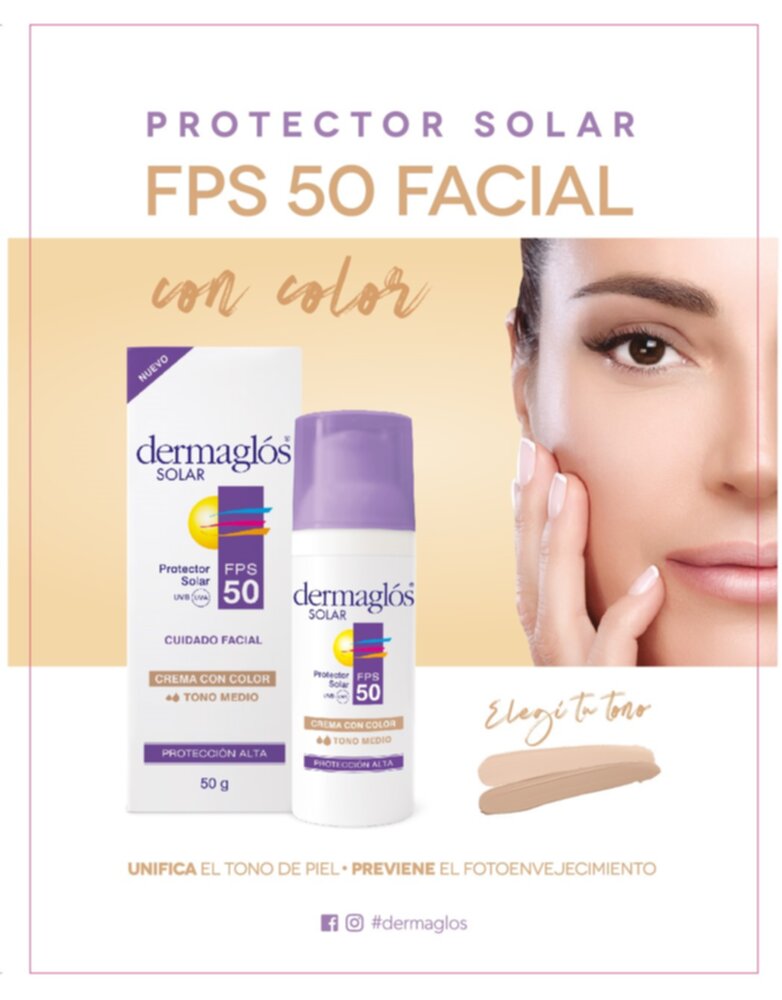 PROTECTOR SOLAR
FPS 50 FACIAL
con color
NUEVO
dermaglós®
SOLAR
Protector
Solar
UVB UVA
FPS
50
CUIDADO FACIAL
CREMA CON COLOR
TONO MEDIO
PROTECCIÓN ALTA
50 g
dermaglós®
SOLAR
Protector
Solar
UVB UVA
FPS
50
CREMA CON COLOR
TONO MEDIO
PROTECCIÓN ALTA
Elegí tu tono
UNIFICA EL TONO DE PIEL • PREVIENE EL FOTOENVEJECIMIENTO
#dermaglos